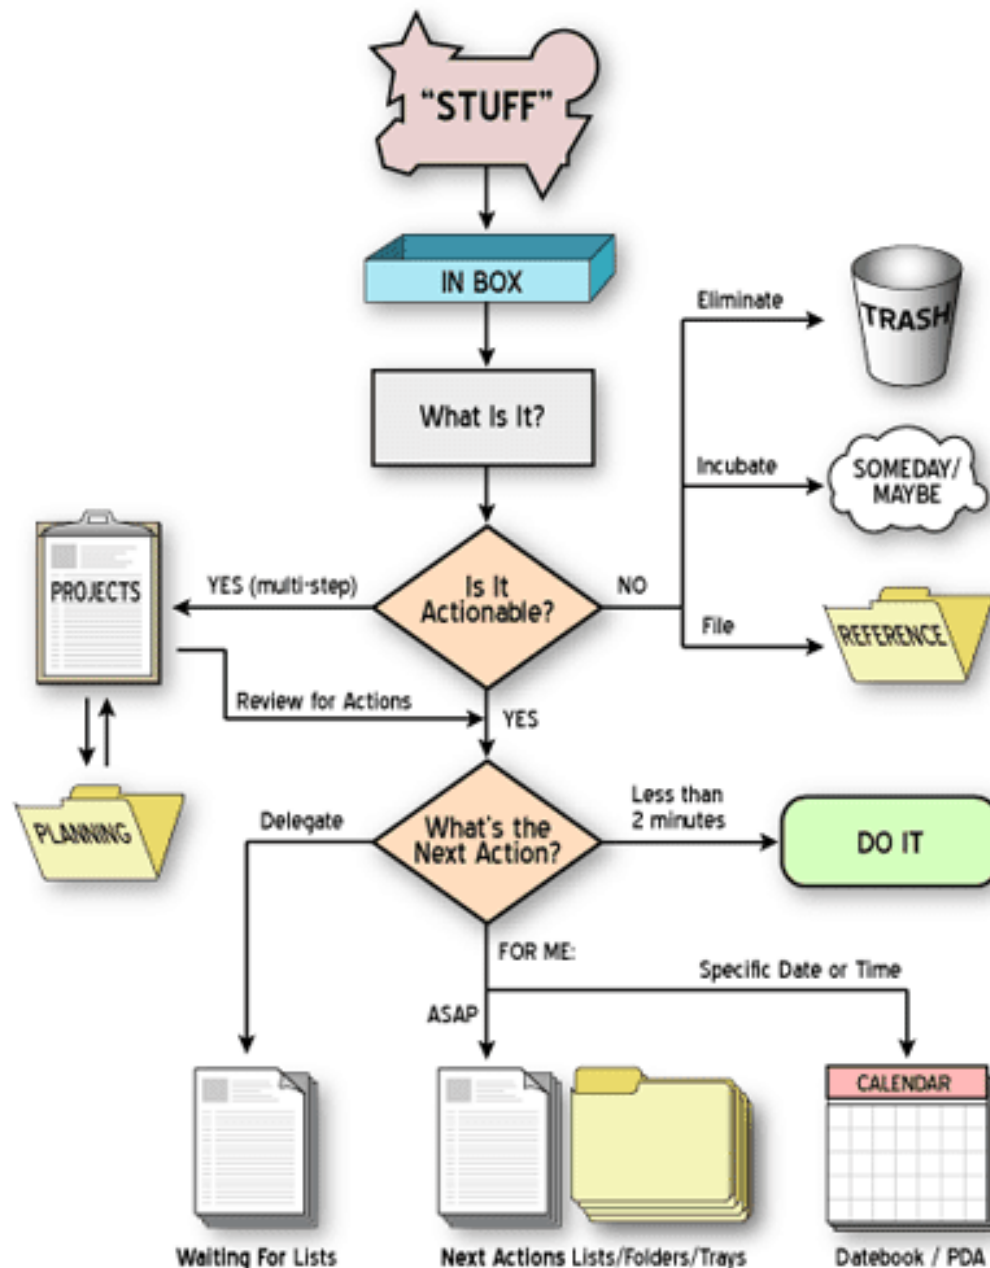 “STUFF”
IN BOX
What Is It?
Eliminate
TRASH
Incubate
SOMEDAY/
MAYBE
File
REFERENCE
Is It
Actionable?
NO
YES (multi-step)
PROJECTS
Review for Actions
YES
PLANNING
What's the
Next Action?
Less than
2 minutes
DO IT
Delegate
FOR ME:
Specific Date or Time
ASAP
CALENDAR
Waiting For Lists
Next Actions Lists/Folders/Trays
Datebook / PDA